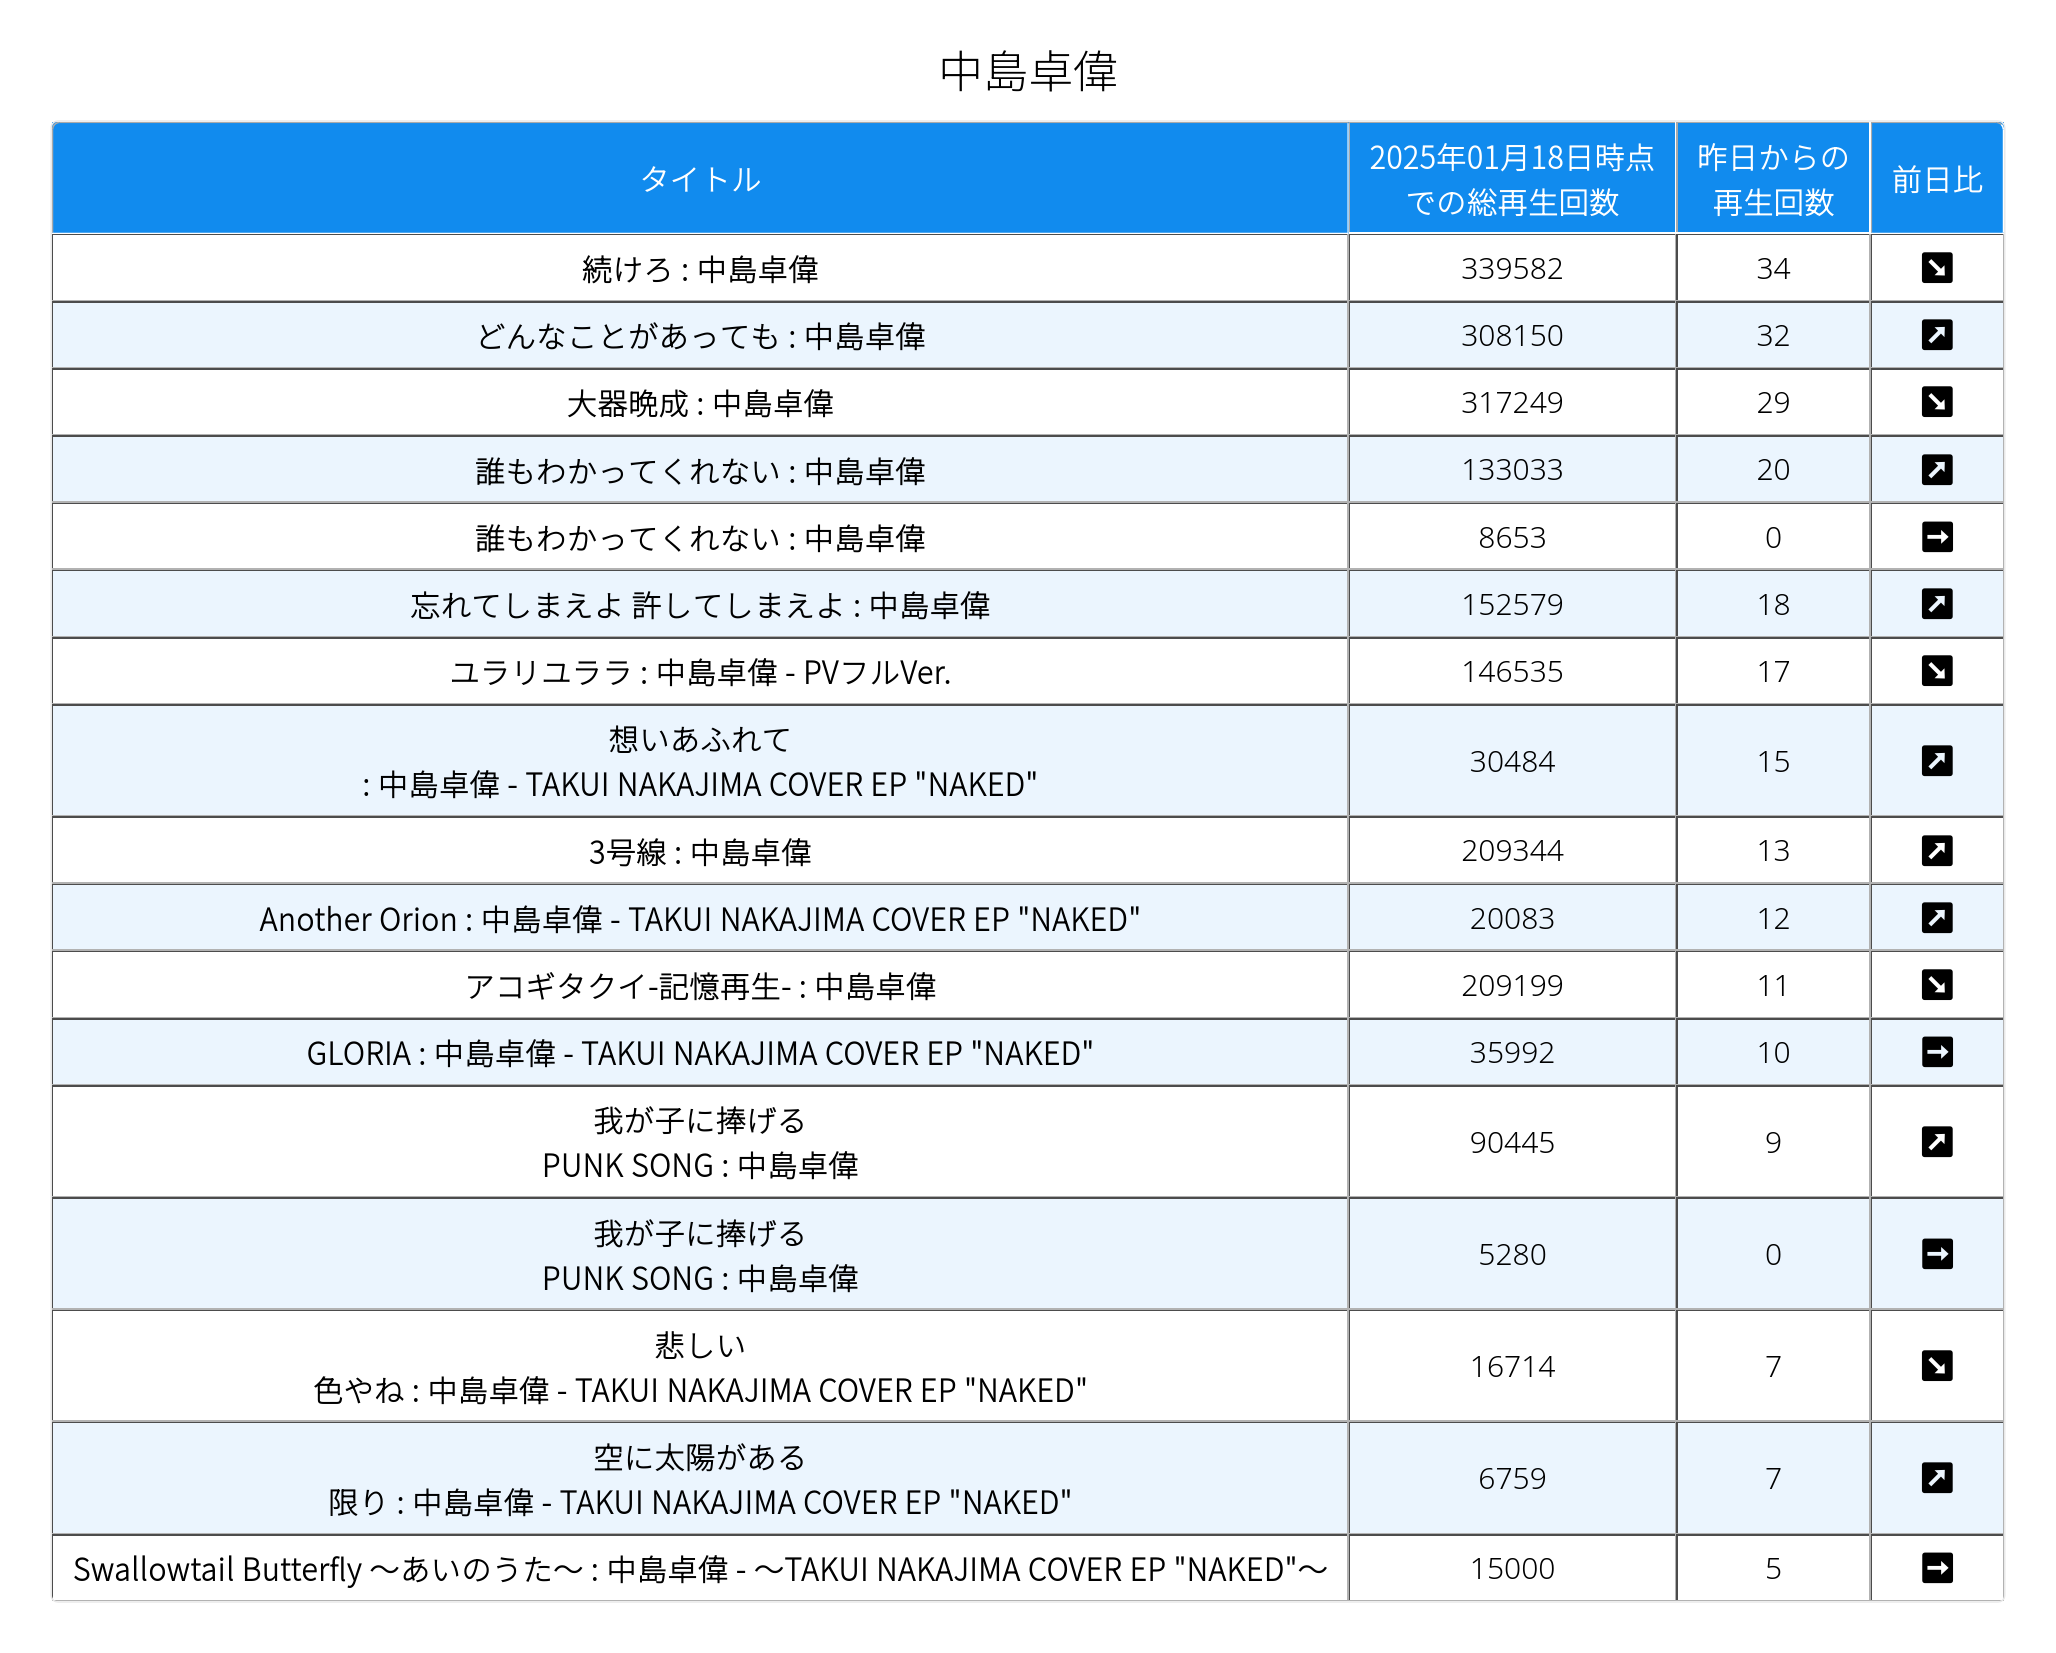 中島卓偉
タイトル
2025年01月18日時点
での総再生回数
昨日からの
再生回数
前日比
続けろ : 中島卓偉 339582 34 ↘
どんなことがあっても : 中島卓偉 308150 32 ↗
大器晩成 : 中島卓偉 317249 29 ↘
誰もわかってくれない : 中島卓偉 133033 20 ↗
誰もわかってくれない : 中島卓偉 8653 0 →
忘れてしまえよ 許してしまえよ : 中島卓偉 152579 18 ↗
ユラリユララ : 中島卓偉 - PVフルVer. 146535 17 ↘
想いあふれて
: 中島卓偉 - TAKUI NAKAJIMA COVER EP "NAKED" 30484 15 ↗
3号線 : 中島卓偉 209344 13 ↗
Another Orion : 中島卓偉 - TAKUI NAKAJIMA COVER EP "NAKED" 20083 12 ↗
アコギタクイ-記憶再生- : 中島卓偉 209199 11 ↘
GLORIA : 中島卓偉 - TAKUI NAKAJIMA COVER EP "NAKED" 35992 10 →
我が子に捧げる
PUNK SONG : 中島卓偉 90445 9 ↗
我が子に捧げる
PUNK SONG : 中島卓偉 5280 0 →
悲しい
色やね : 中島卓偉 - TAKUI NAKAJIMA COVER EP "NAKED" 16714 7 ↘
空に太陽がある
限り : 中島卓偉 - TAKUI NAKAJIMA COVER EP "NAKED" 6759 7 ↗
Swallowtail Butterfly ～あいのうた～ : 中島卓偉 - ～TAKUI NAKAJIMA COVER EP "NAKED"～ 15000 5 →